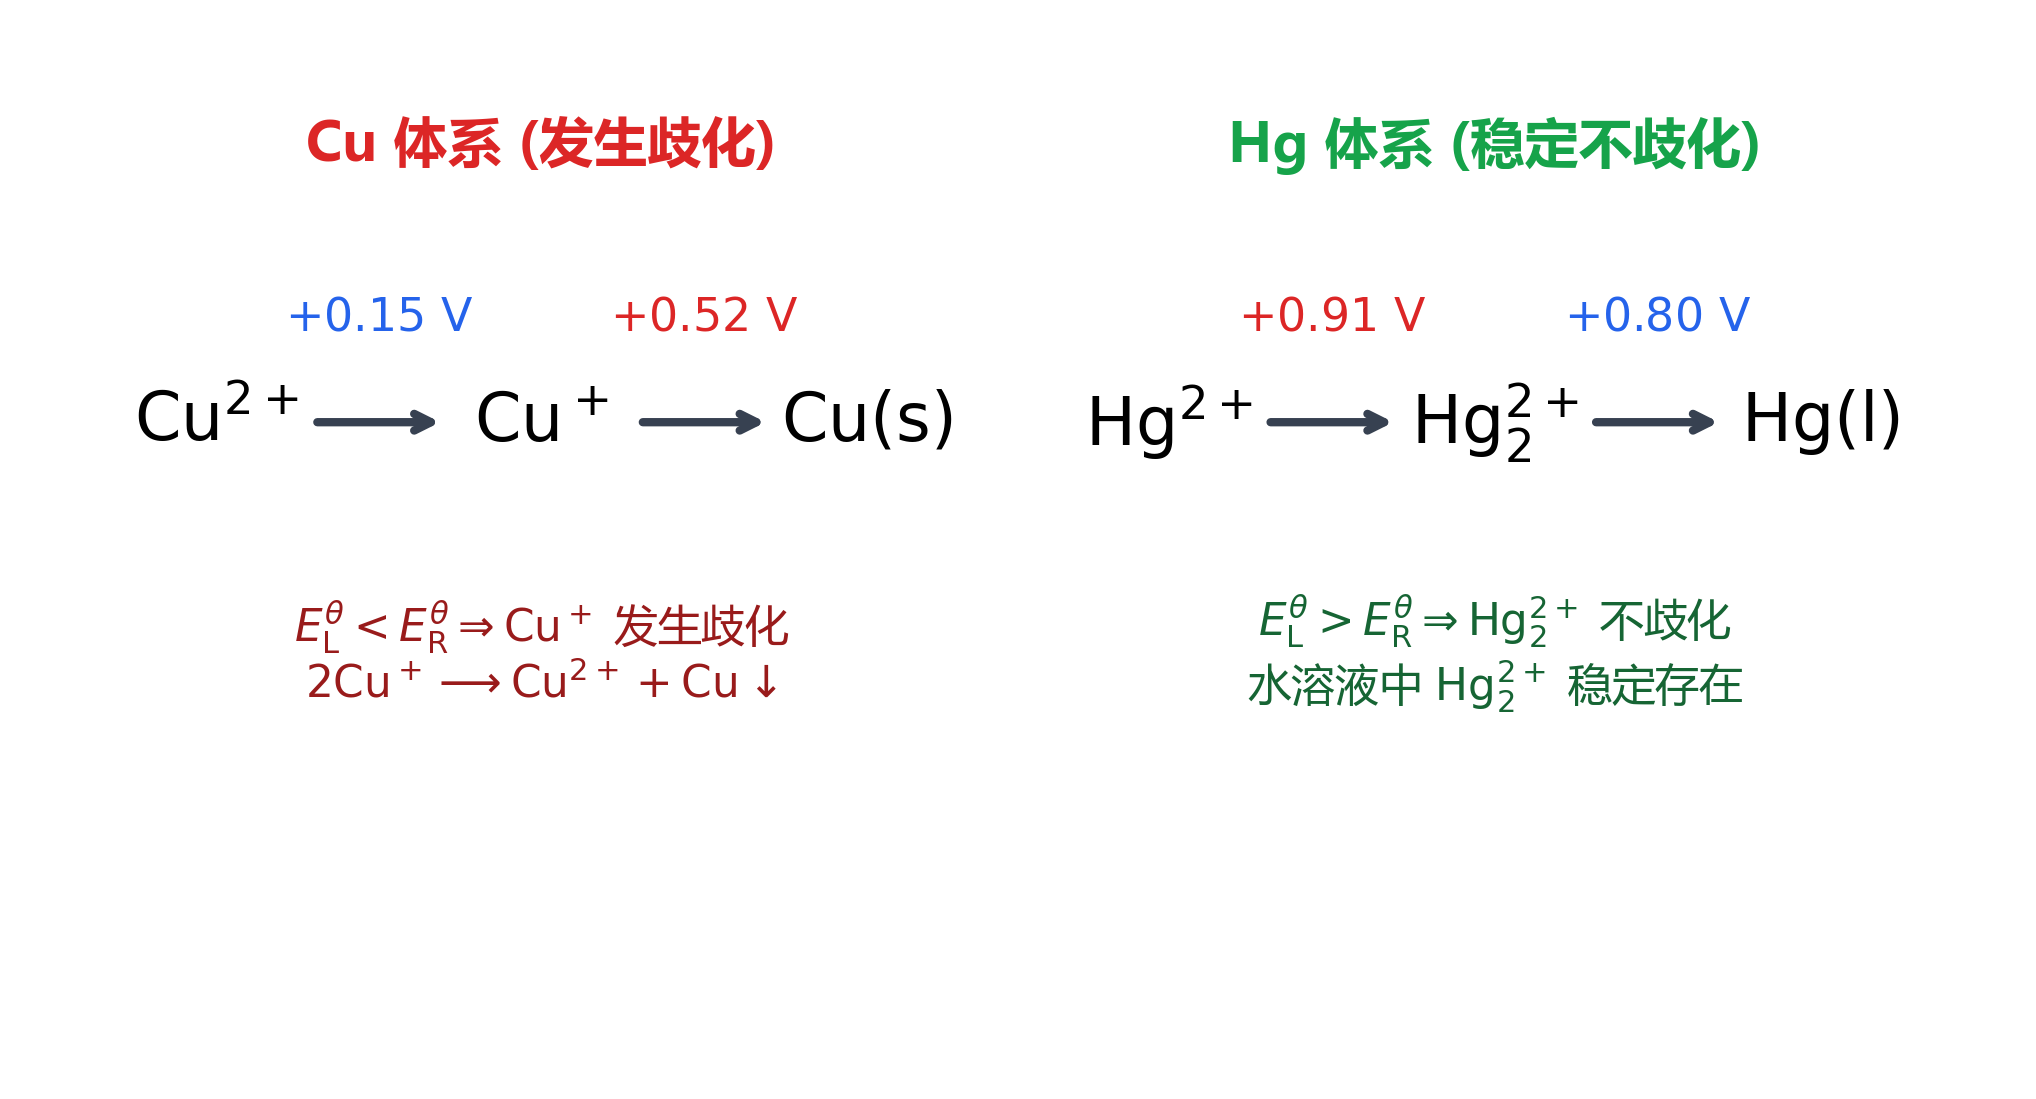 Cu 体系 (发生歧化)
+0.15 V +0.52 V
Cu²⁺ → Cu⁺ → Cu(s)
E_L^θ < E_R^θ ⇒ Cu⁺ 发生歧化
2Cu⁺ ⟶ Cu²⁺ + Cu ↓
Hg 体系 (稳定不歧化)
+0.91 V +0.80 V
Hg²⁺ → Hg₂²⁺ → Hg(l)
E_L^θ > E_R^θ ⇒ Hg₂²⁺ 不歧化
水溶液中 Hg₂²⁺ 稳定存在